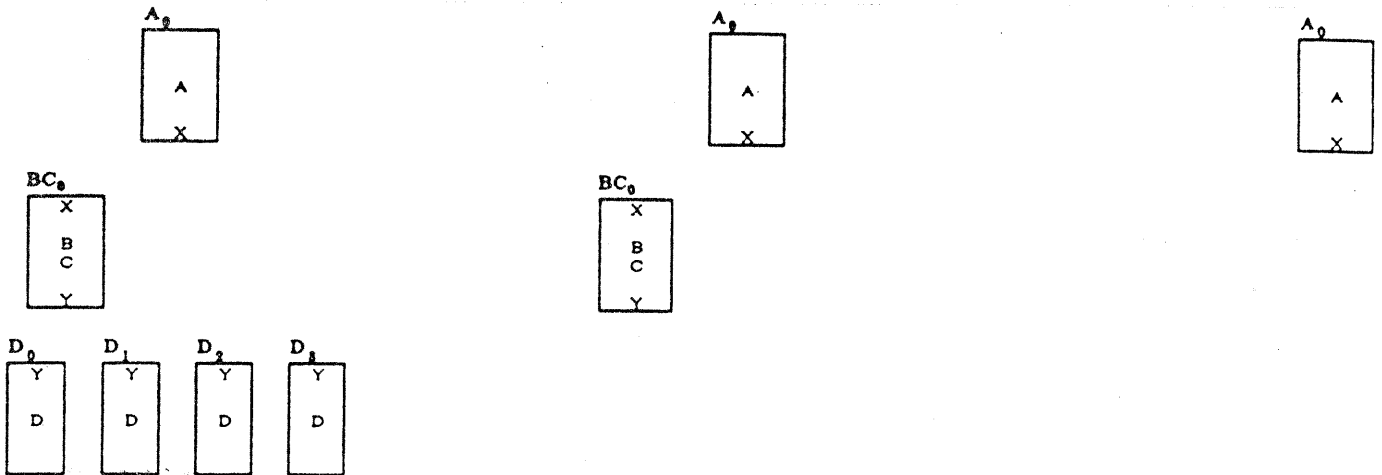 A₀ A₀ A₀
A A A
X X X
BC₀ BC₀
X X
B B
C C
Y Y
D₀ D₁ D₂ D₃
Y Y Y Y
D D D D